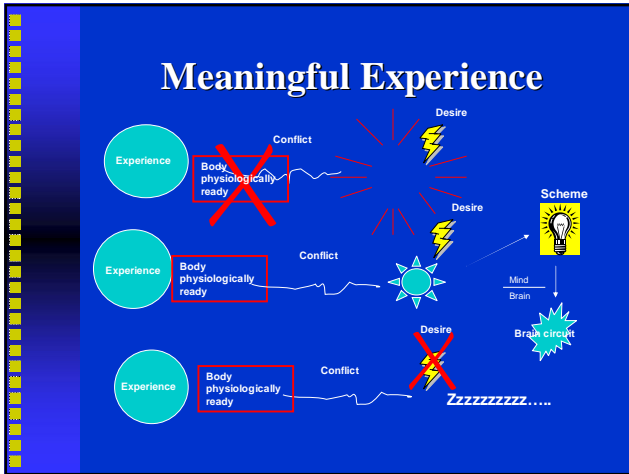 Meaningful Experience
Desire
Conflict
Experience
Body
physiologically
ready
Scheme
Desire
Conflict
Experience
Body
physiologically
ready
Mind
Brain
Brain circuit
Desire
Conflict
Experience
Body
physiologically
ready
Zzzzzzzzzz…..